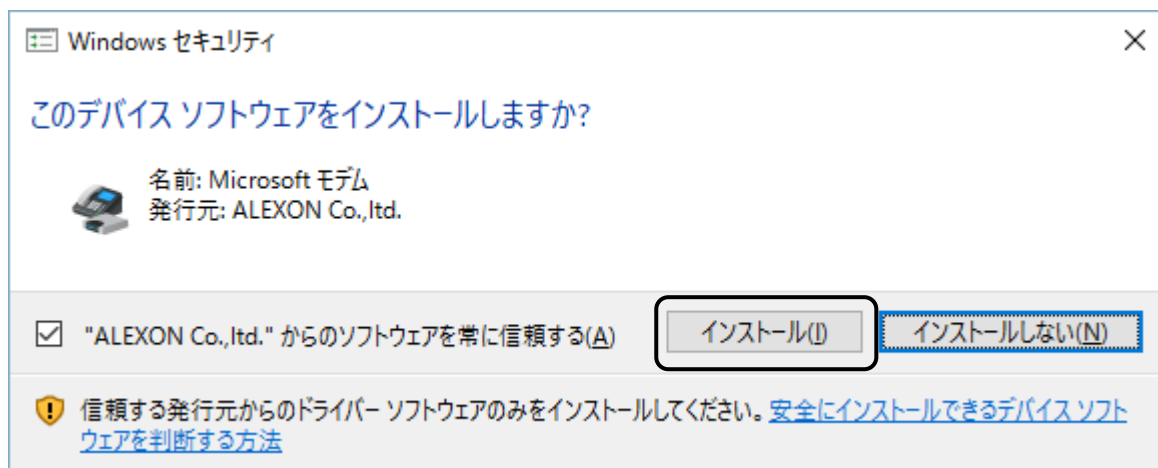 Windows セキュリティ
このデバイス ソフトウェアをインストールしますか?
名前: Microsoft モデム
発行元: ALEXON Co.,ltd.
"ALEXON Co.,ltd." からのソフトウェアを常に信頼する(A)
インストール(I)
インストールしない(N)
信頼する発行元からのドライバー ソフトウェアのみをインストールしてください。安全にインストールできるデバイス ソフト
ウェアを判断する方法